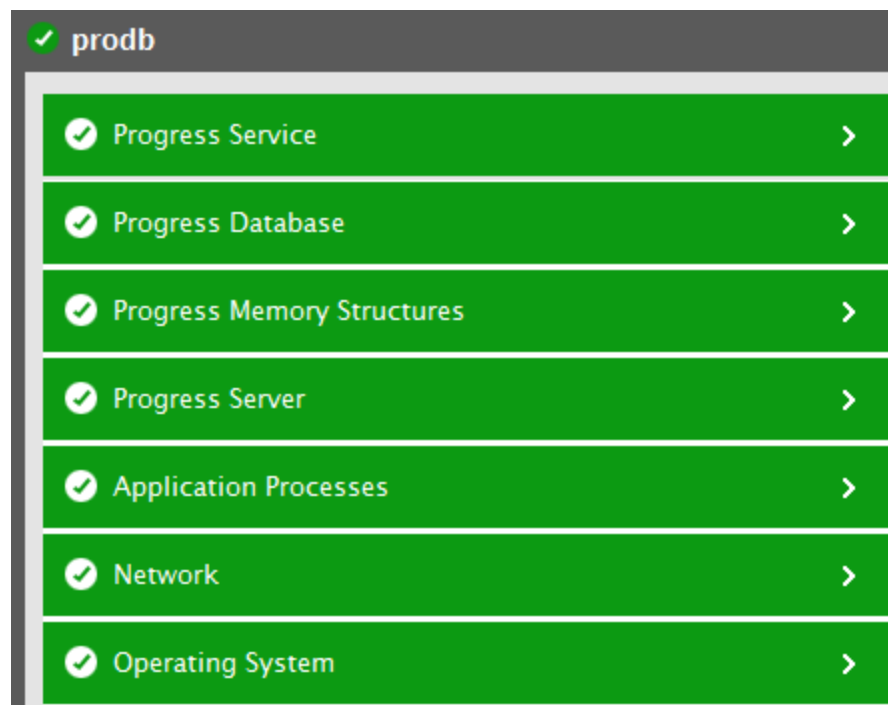 prodb
Progress Service
Progress Database
Progress Memory Structures
Progress Server
Application Processes
Network
Operating System